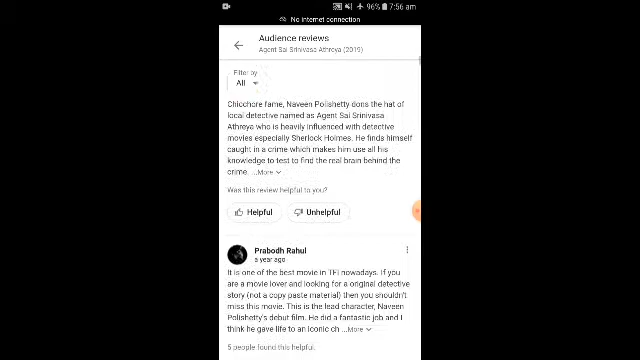 96% 7:56 am
No internet connection
Audience reviews
Agent Sai Srinivasa Athreya (2019)
Filter by
All
Chicchore fame, Naveen Polishetty dons the hat of
local detective named as Agent Sai Srinivasa
Athreya who is heavily influenced with detective
movies especially Sherlock Holmes. He finds himself
caught in a crime which makes him use all his
knowledge to test to find the real brain behind the
crime. ...More
Was this review helpful to you?
Helpful Unhelpful
Prabodh Rahul
a year ago
It is one of the best movie in TFI nowadays. If you
are a movie lover and looking for a original detective
story (not a copy paste material) then you shouldn't
miss this movie. This is the lead character, Naveen
Polishetty's debut film. He did a fantastic job and I
think he gave life to an iconic ch ...More
5 people found this helpful.